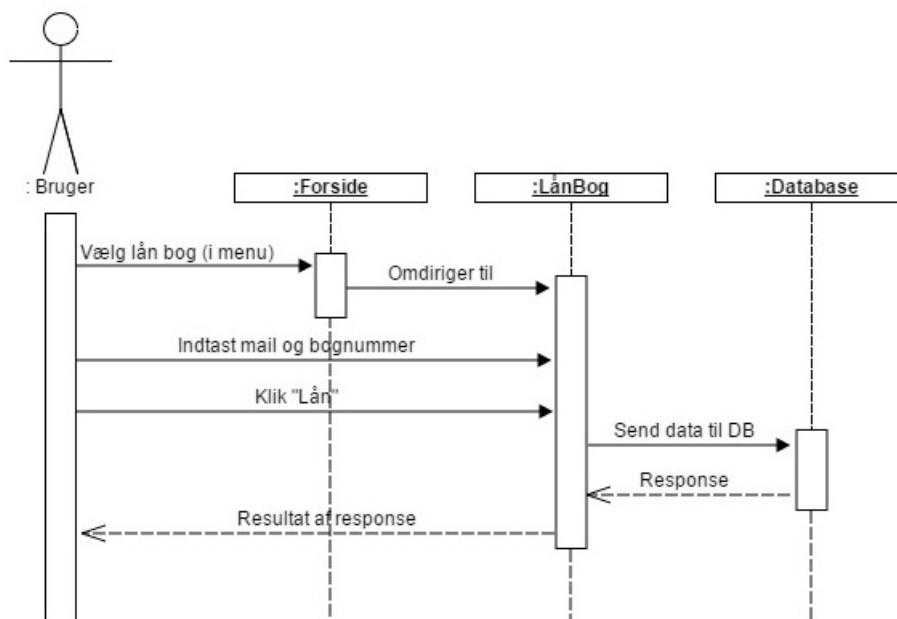 : Bruger
:Forside
:LånBog
:Database
Vælg lån bog (i menu)
Omdiriger til
Indtast mail og bognummer
Klik "Lån"
Send data til DB
Response
Resultat af response